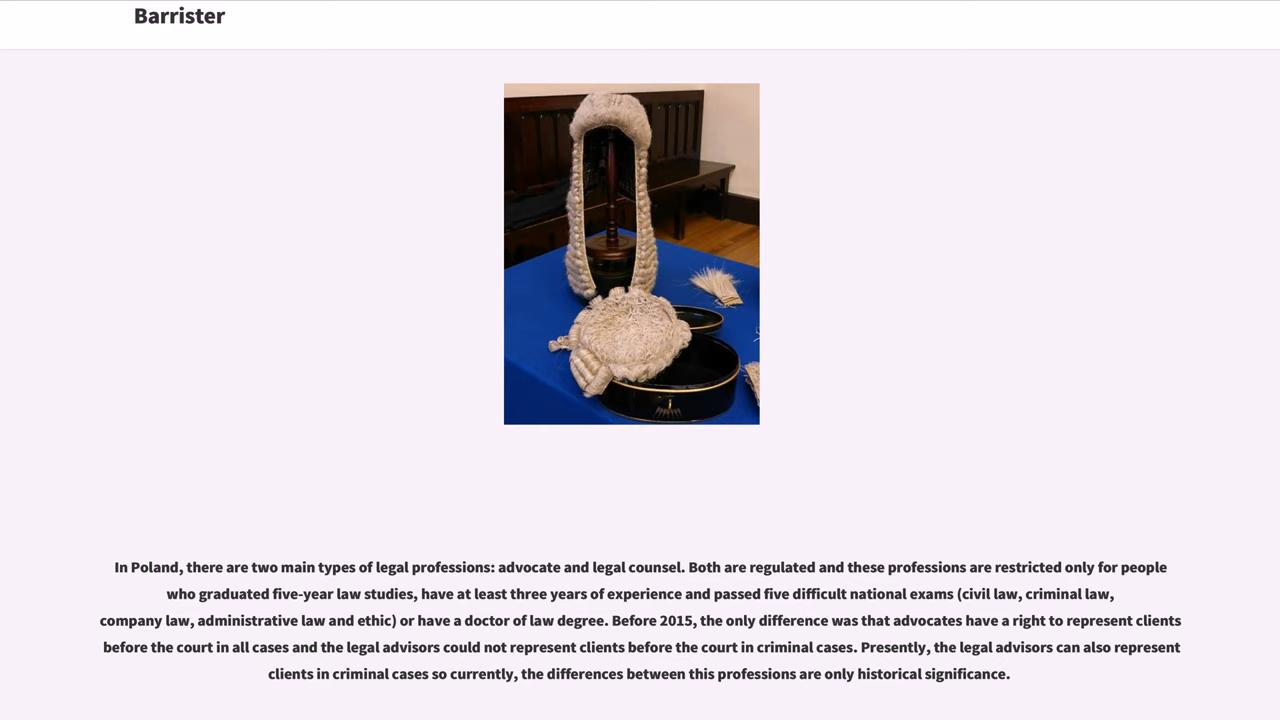 Barrister
In Poland, there are two main types of legal professions: advocate and legal counsel. Both are regulated and these professions are restricted only for people
who graduated five-year law studies, have at least three years of experience and passed five difficult national exams (civil law, criminal law,
company law, administrative law and ethic) or have a doctor of law degree. Before 2015, the only difference was that advocates have a right to represent clients
before the court in all cases and the legal advisors could not represent clients before the court in criminal cases. Presently, the legal advisors can also represent
clients in criminal cases so currently, the differences between this professions are only historical significance.